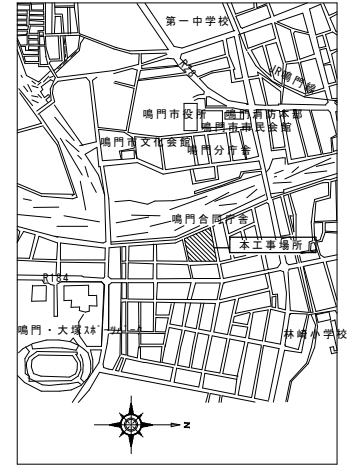 第一中学校
R28
JR鳴門線
鳴門市役所
鳴門消防本部
鳴門市市民会館
鳴門市文化会館
鳴門分庁舎
鳴門合同庁舎
本工事場所
R184
鳴門・大塚ｽﾎﾟｰﾂﾊﾟｰｸ
林崎小学校
N